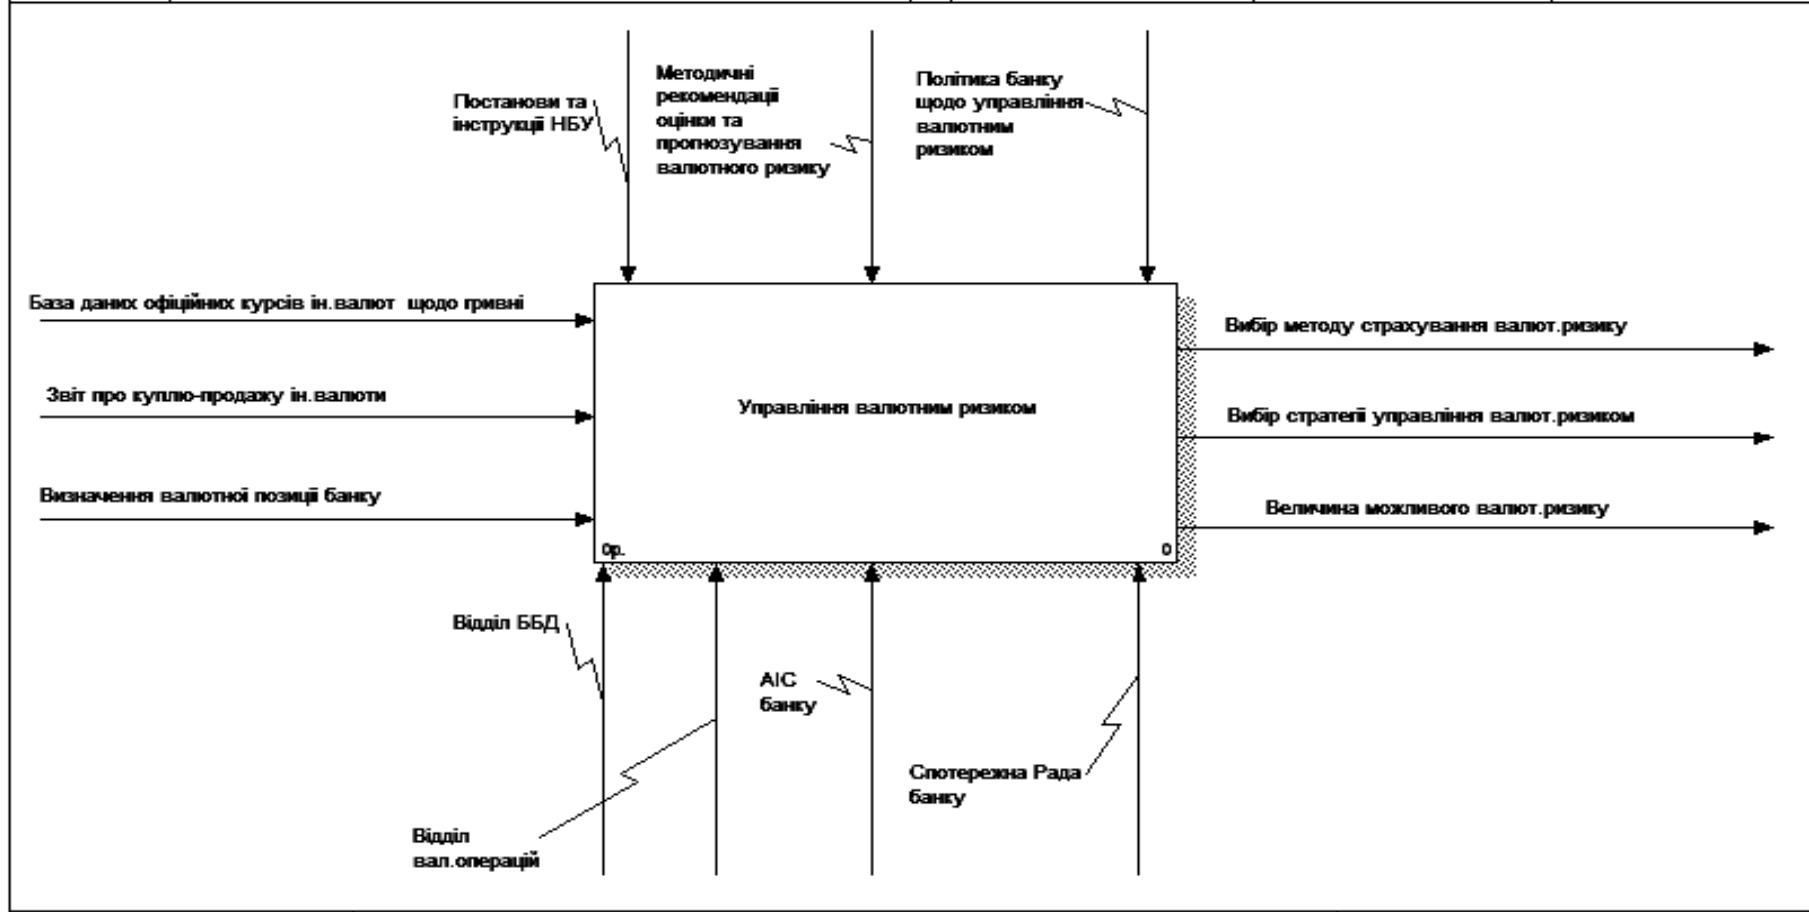 Постанови та
інструкції НБУ
Методичні
рекомендації
оцінки та
прогнозування
валютного ризику
Політика банку
щодо управління
валютним
ризиком
База даних офіційних курсів ін.валют щодо гривні
Звіт про куплю-продажу ін.валюти
Визначення валютної позиції банку
Управління валютним ризиком
0р.
0
Вибір методу страхування валют.ризику
Вибір стратегії управління валют.ризиком
Величина можливого валют.ризику
Відділ ББД
Відділ
вал.операцій
АІС
банку
Спотережна Рада
банку